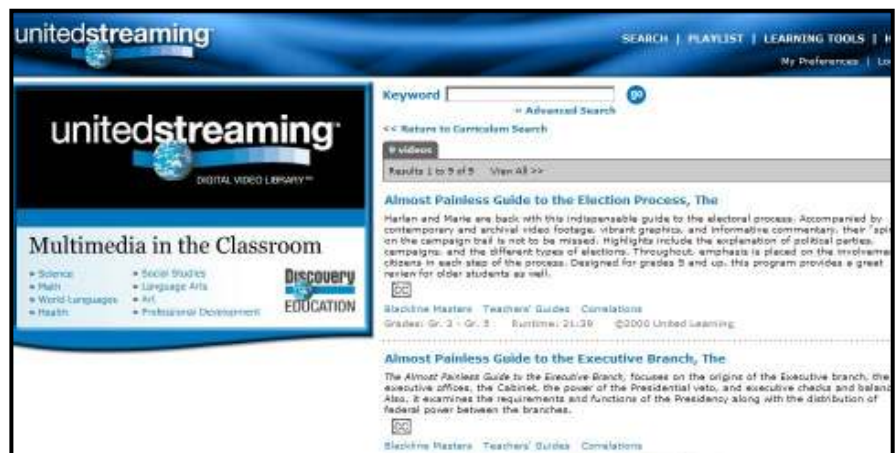 unitedstreaming
SEARCH | PLAYLIST | LEARNING TOOLS |
My Preferences |
unitedstreaming
DIGITAL VIDEO LIBRARY™
Multimedia in the Classroom
Science
Math
World Languages
Health
Social Studies
Language Arts
Art
Professional Development
Discovery
EDUCATION
Keyword
go
» Advanced Search
<< Return to Curriculum Search
9 videos
Results 1 to 9 of 9 View All >>
Almost Painless Guide to the Election Process, The
Harlan and Marie are back with this indispensable guide to the electoral process. Accompanied by
contemporary and archival video footage, vibrant graphics, and informative commentary, their "spin
on the campaign trail is not to be missed. Highlights include the explanation of political parties,
campaigns, and the different types of elections. Throughout, emphasis is placed on the involveme
citizens in each step of the process. Designed for grades 5 and up, this program provides a great
review for older students as well.
CC
Blackline Masters Teachers' Guides Correlations
Grades: Gr. 3 - Gr. 5 Runtime: 21:39 ©2000 United Learning
Almost Painless Guide to the Executive Branch, The
The Almost Painless Guide to the Executive Branch, focuses on the origins of the Executive branch, the
executive offices, the Cabinet, the power of the Presidential veto, and executive checks and balanc
Also, it examines the requirements and functions of the Presidency along with the distribution of
federal power between the branches.
CC
Blackline Masters Teachers' Guides Correlations